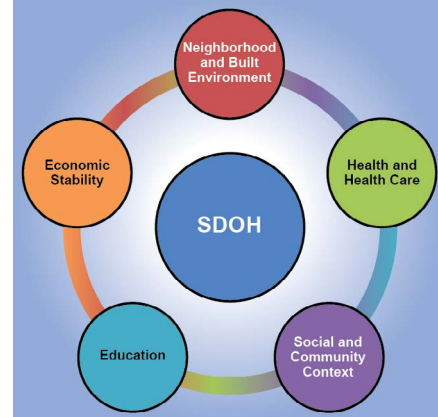 Neighborhood
and Built
Environment
Economic
Stability
Health and
Health Care
SDOH
Education
Social and
Community
Context